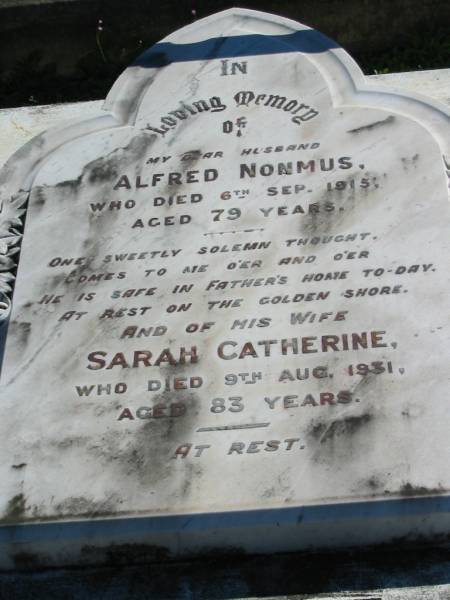 IN
Loving Memory
OF
MY DEAR HUSBAND
ALFRED NONMUS,
WHO DIED 6TH SEP. 1915,
AGED 79 YEARS.
ONE SWEETLY SOLEMN THOUGHT.
COMES TO ME O'ER AND O'ER
HE IS SAFE IN FATHER'S HOME TO-DAY.
AT REST ON THE GOLDEN SHORE.
AND OF HIS WIFE
SARAH CATHERINE,
WHO DIED 9TH AUG. 1931,
AGED 83 YEARS.
AT REST.